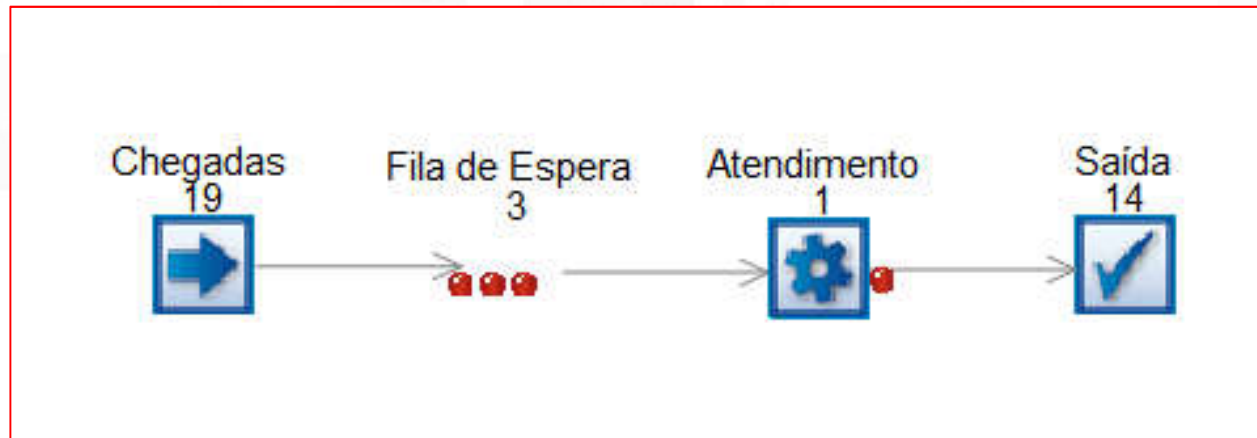 Chegadas
19
Fila de Espera
3
Atendimento
1
Saída
14